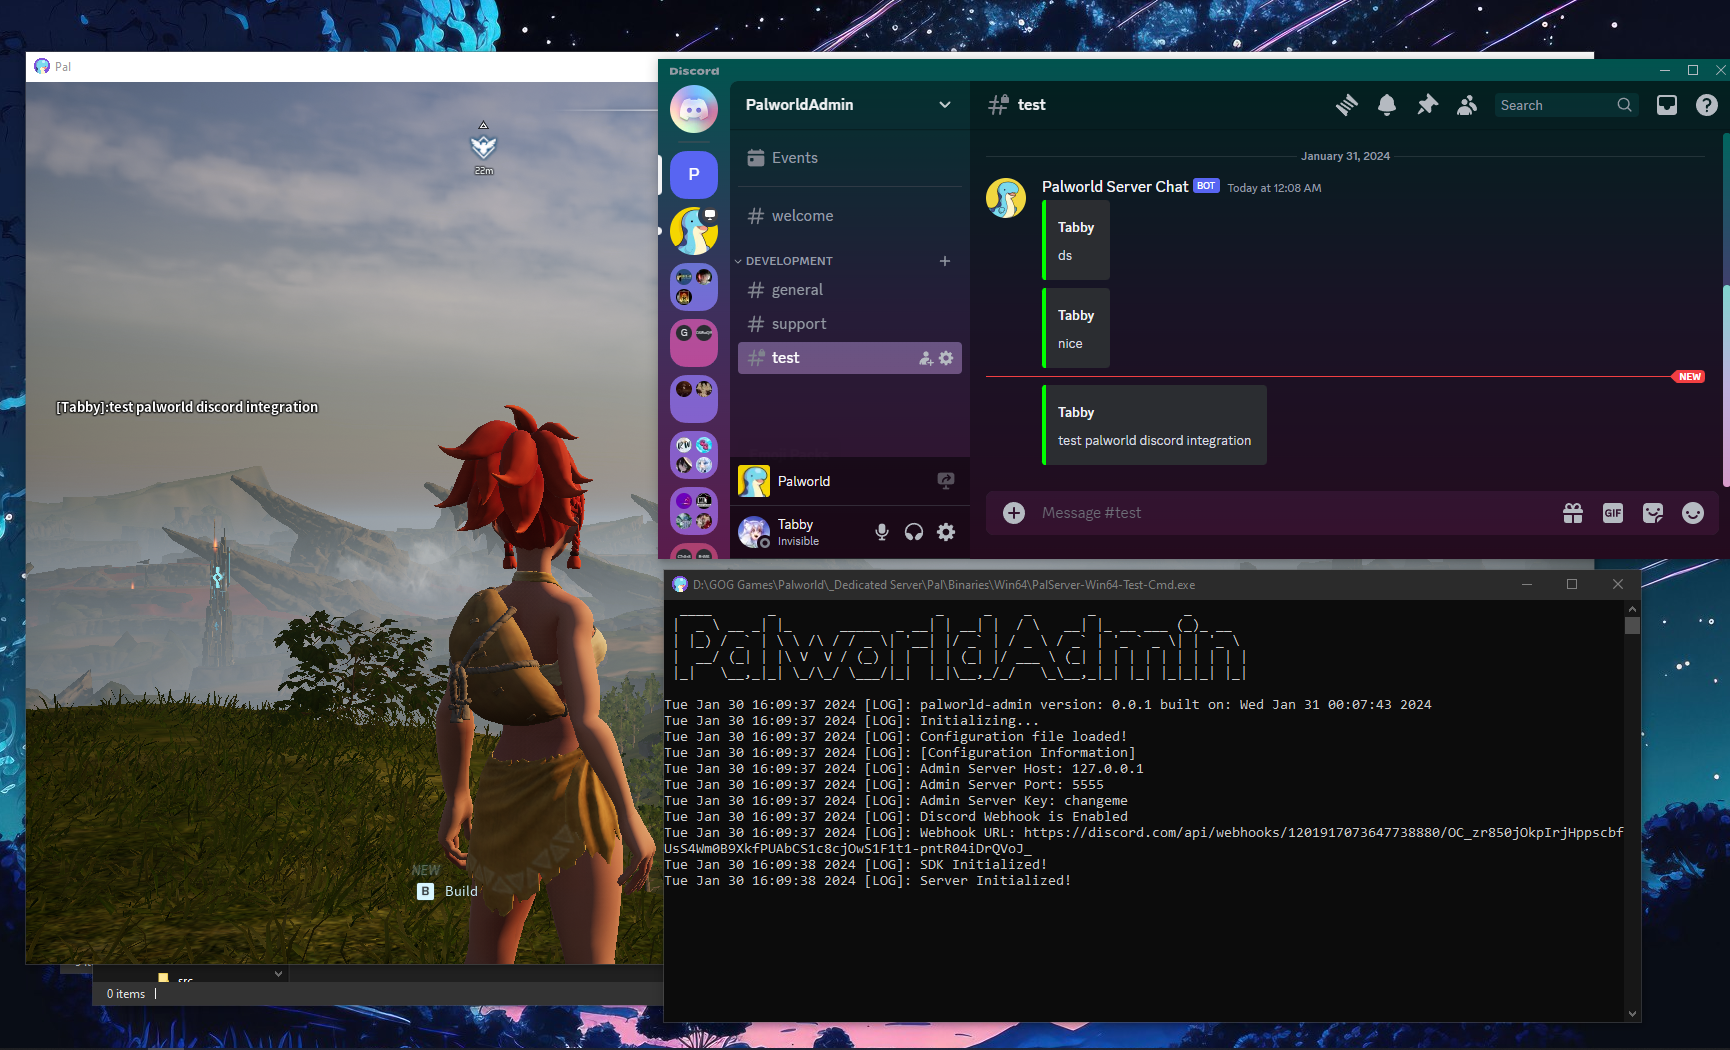 Pal
22m
[Tabby]:test palworld discord integration
NEW
B Build
0 items
Discord
P
G
PalworldAdmin
Events
welcome
DEVELOPMENT
general
support
test
Palworld
Tabby
Invisible
test
Search
January 31, 2024
Palworld Server Chat BOT Today at 12:08 AM
Tabby
ds
Tabby
nice
NEW
Tabby
test palworld discord integration
Message #test
GIF
D:\GOG Games\Palworld\_Dedicated Server\Pal\Binaries\Win64\PalServer-Win64-Test-Cmd.exe
PalworldAdmin
Tue Jan 30 16:09:37 2024 [LOG]: palworld-admin version: 0.0.1 built on: Wed Jan 31 00:07:43 2024
Tue Jan 30 16:09:37 2024 [LOG]: Initializing...
Tue Jan 30 16:09:37 2024 [LOG]: Configuration file loaded!
Tue Jan 30 16:09:37 2024 [LOG]: [Configuration Information]
Tue Jan 30 16:09:37 2024 [LOG]: Admin Server Host: 127.0.0.1
Tue Jan 30 16:09:37 2024 [LOG]: Admin Server Port: 5555
Tue Jan 30 16:09:37 2024 [LOG]: Admin Server Key: changeme
Tue Jan 30 16:09:37 2024 [LOG]: Discord Webhook is Enabled
Tue Jan 30 16:09:37 2024 [LOG]: Webhook URL: https://discord.com/api/webhooks/1201917073647738880/OC_zr850jOkpIrjHppscbf
UsS4Wm0B9XkfPUAbCS1c8cjOwS1F1t1-pntR04iDrQVoJ_
Tue Jan 30 16:09:38 2024 [LOG]: SDK Initialized!
Tue Jan 30 16:09:38 2024 [LOG]: Server Initialized!